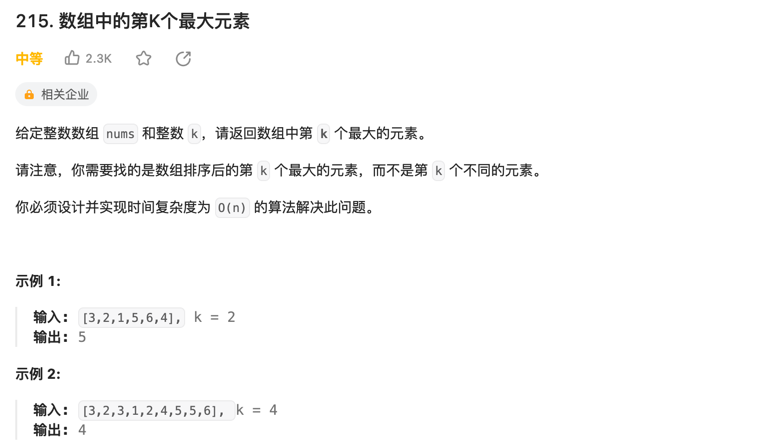 215. 数组中的第K个最大元素
中等 2.3K
相关企业
给定整数数组 nums 和整数 k，请返回数组中第 k 个最大的元素。
请注意，你需要找的是数组排序后的第 k 个最大的元素，而不是第 k 个不同的元素。
你必须设计并实现时间复杂度为 O(n) 的算法解决此问题。
示例 1:
输入: [3,2,1,5,6,4], k = 2
输出: 5
示例 2:
输入: [3,2,3,1,2,4,5,5,6], k = 4
输出: 4